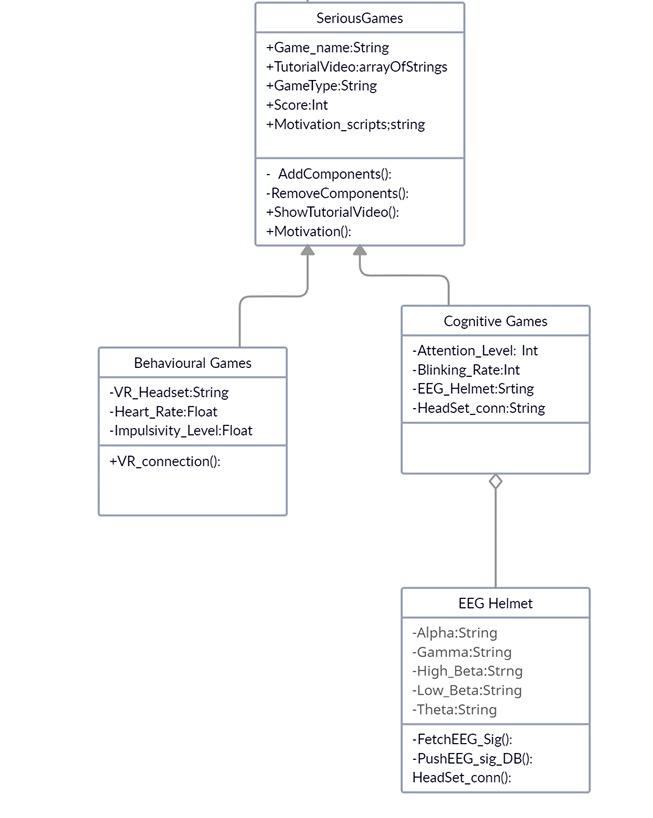 SeriousGames
+Game_name:String
+TutorialVideo:arrayOfStrings
+GameType:String
+Score:Int
+Motivation_scripts;string
- AddComponents():
-RemoveComponents():
+ShowTutorialVideo():
+Motivation():
Behavioural Games
-VR_Headset:String
-Heart_Rate:Float
-Impulsivity_Level:Float
+VR_connection():
Cognitive Games
-Attention_Level: Int
-Blinking_Rate:Int
-EEG_Helmet:Srting
-HeadSet_conn:String
EEG Helmet
-Alpha:String
-Gamma:String
-High_Beta:Strng
-Low_Beta:String
-Theta:String
-FetchEEG_Sig():
-PushEEG_sig_DB():
HeadSet_conn():